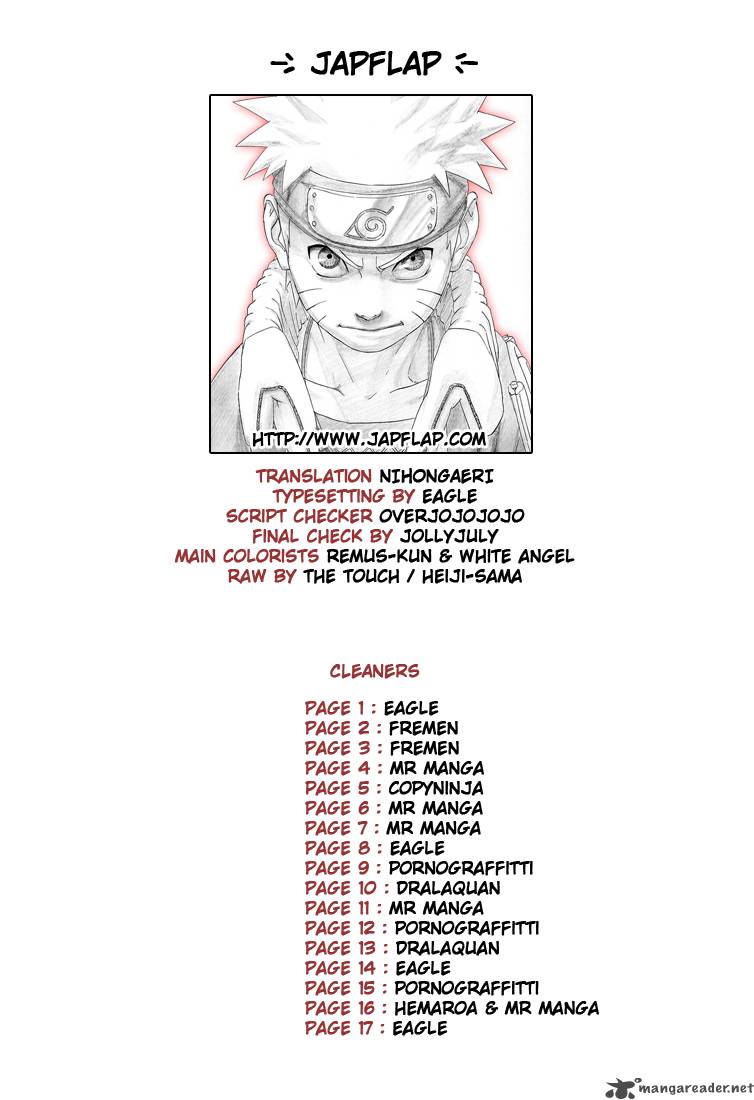 JAPFLAP
HTTP://WWW.JAPFLAP.COM
TRANSLATION NIHONGAERI
TYPESETTING BY EAGLE
SCRIPT CHECKER OVERJOJOJOJO
FINAL CHECK BY JOLLYJULY
MAIN COLORISTS REMUS-KUN & WHITE ANGEL
RAW BY THE TOUCH / HEIJI-SAMA
CLEANERS
PAGE 1 : EAGLE
PAGE 2 : FREMEN
PAGE 3 : FREMEN
PAGE 4 : MR MANGA
PAGE 5 : COPYNINJA
PAGE 6 : MR MANGA
PAGE 7 : MR MANGA
PAGE 8 : EAGLE
PAGE 9 : PORNOGRAFFITTI
PAGE 10 : DRALAQUAN
PAGE 11 : MR MANGA
PAGE 12 : PORNOGRAFFITTI
PAGE 13 : DRALAQUAN
PAGE 14 : EAGLE
PAGE 15 : PORNOGRAFFITTI
PAGE 16 : HEMAROA & MR MANGA
PAGE 17 : EAGLE
mangareader.net